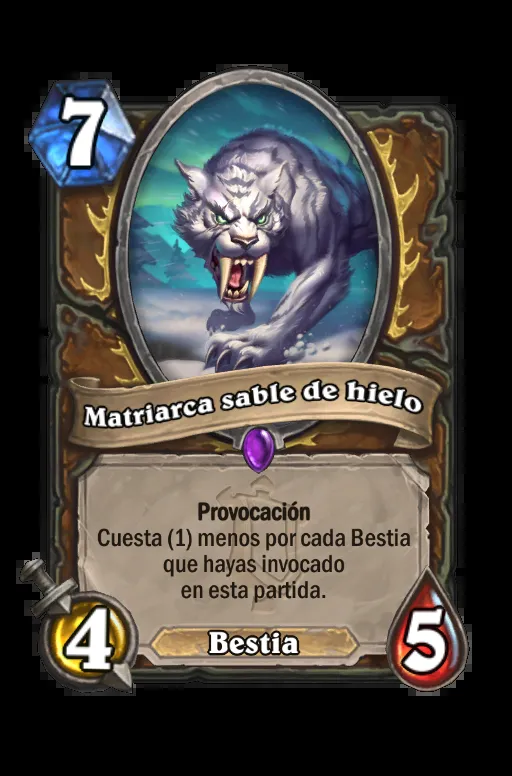 7
Matriarca sable de hielo
Provocación
Cuesta (1) menos por cada Bestia
que hayas invocado
en esta partida.
4
Bestia
5